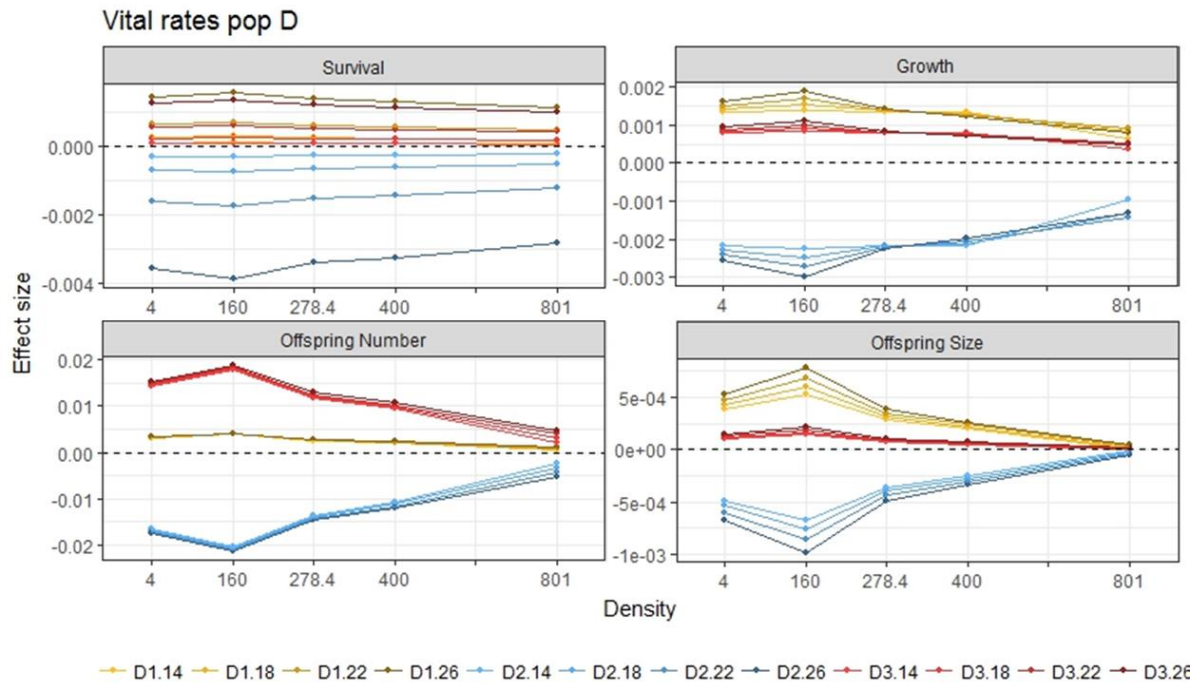 Vital rates pop D
Survival
Growth
0.000
-0.002
-0.004
0.002
0.001
0.000
-0.001
-0.002
-0.003
4 160 278.4 400 801
4 160 278.4 400 801
Effect size
Offspring Number
Offspring Size
0.02
0.01
0.00
-0.01
-0.02
5e-04
0e+00
-5e-04
-1e-03
4 160 278.4 400 801
4 160 278.4 400 801
Density
D1.14 D1.18 D1.22 D1.26 D2.14 D2.18 D2.22 D2.26 D3.14 D3.18 D3.22 D3.26